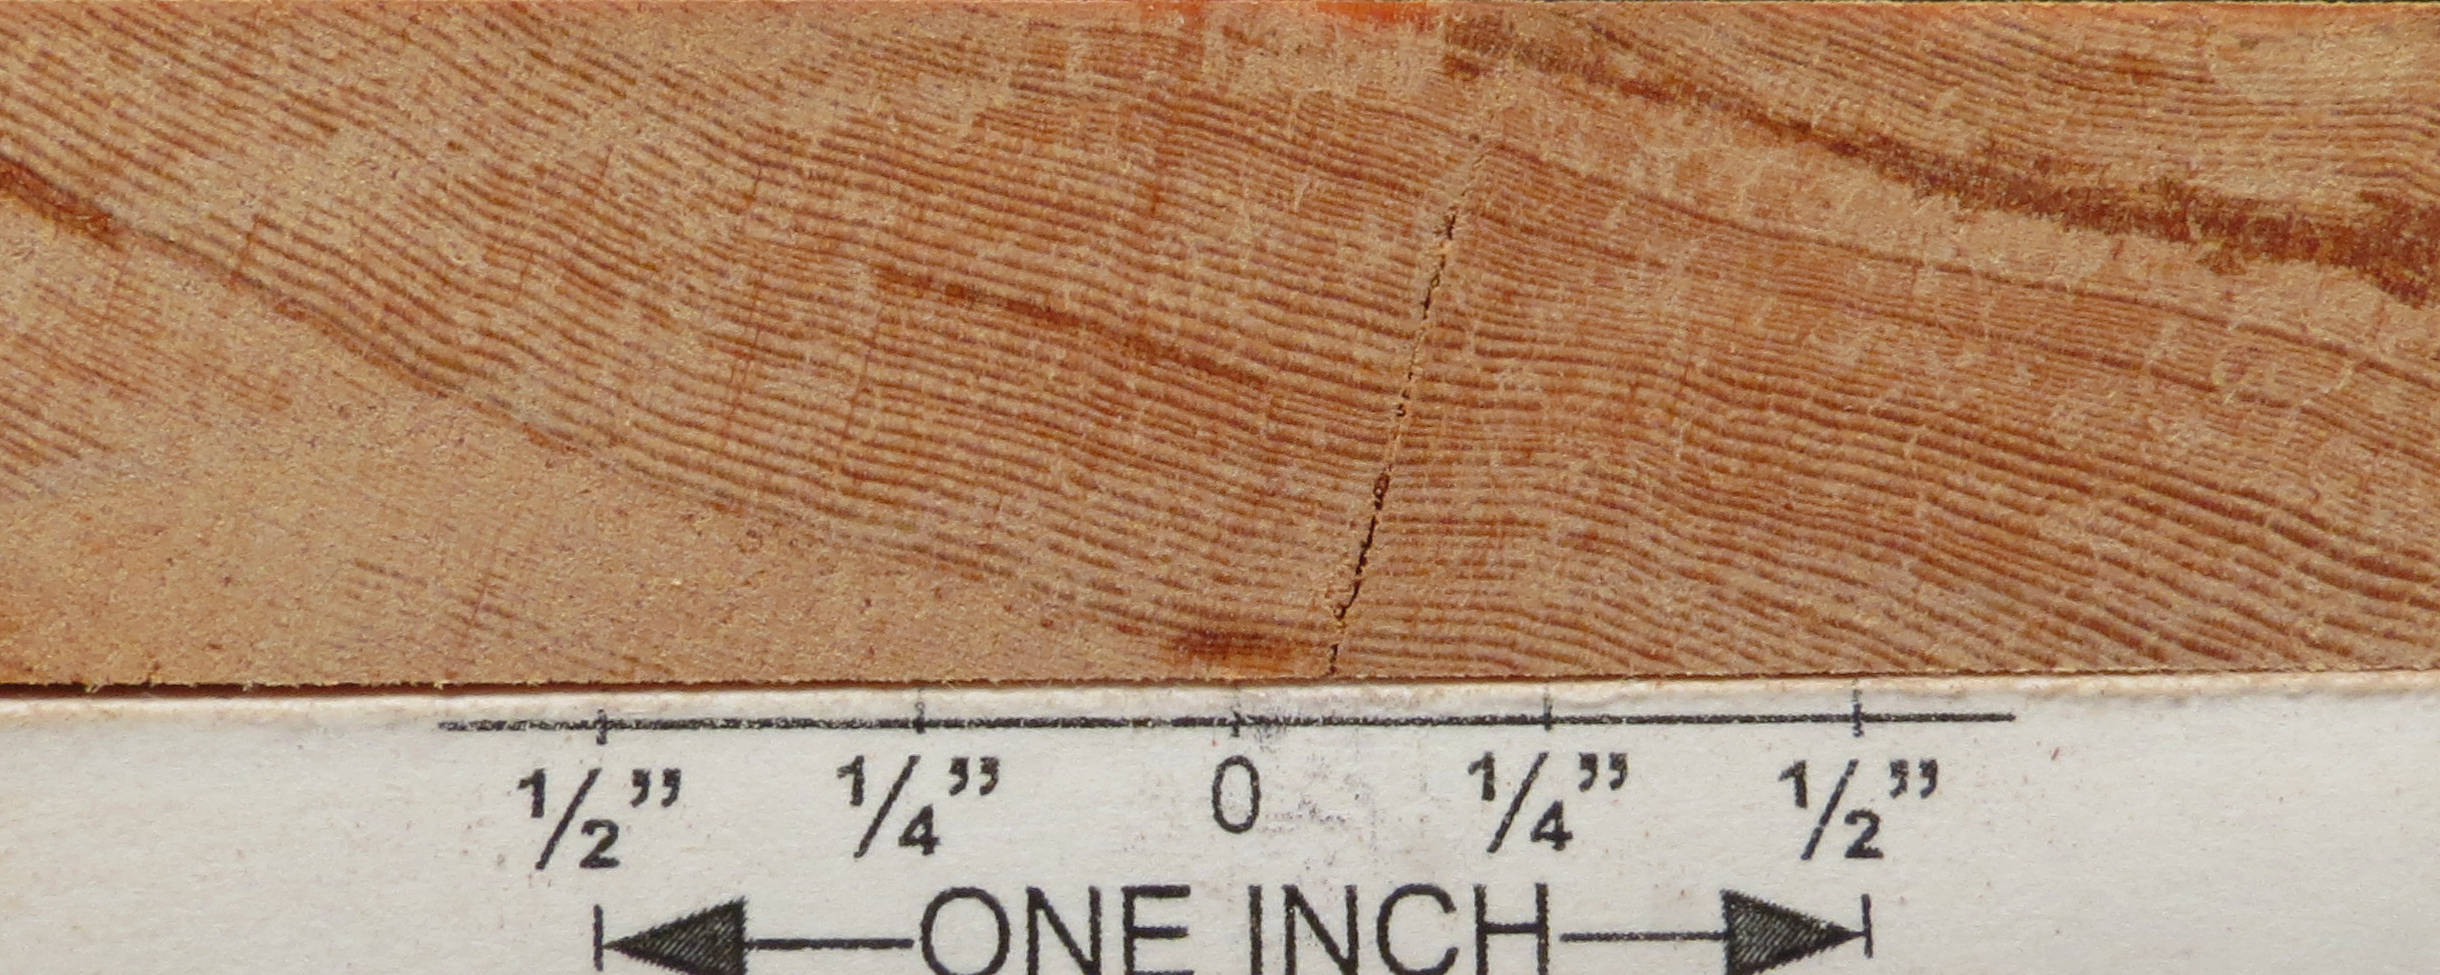 1/2” 1/4” 0 1/4” 1/2”
ONE INCH